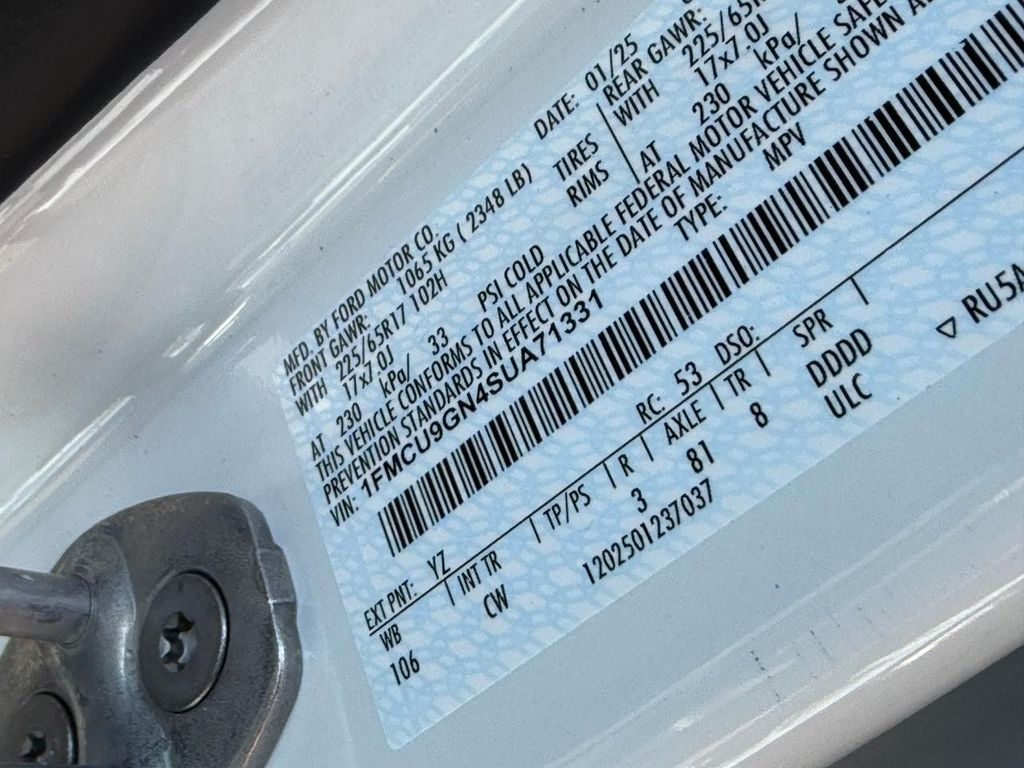 MFD. BY FORD MOTOR CO. DATE: 01/25
FRONT GAWR: 1065 KG ( 2348 LB) REAR GAWR:
WITH 225/65R17 102H TIRES WITH
17x7.0J RIMS 17x7.0J
AT 230 kPa/ 33 PSI COLD AT 230 kPa/
THIS VEHICLE CONFORMS TO ALL APPLICABLE FEDERAL MOTOR VEHICLE
PREVENTION STANDARDS IN EFFECT ON THE DATE OF MANUFACTURE SHOWN
VIN: 1FMCU9GN4SUA71331 TYPE: MPV
EXT PNT: YZ RC: 53 DSO:
WB INT TR TP/PS R AXLE TR SPR
106 CW 3 81 8 DDDD
1202501237037 ULC
▽ RU5A